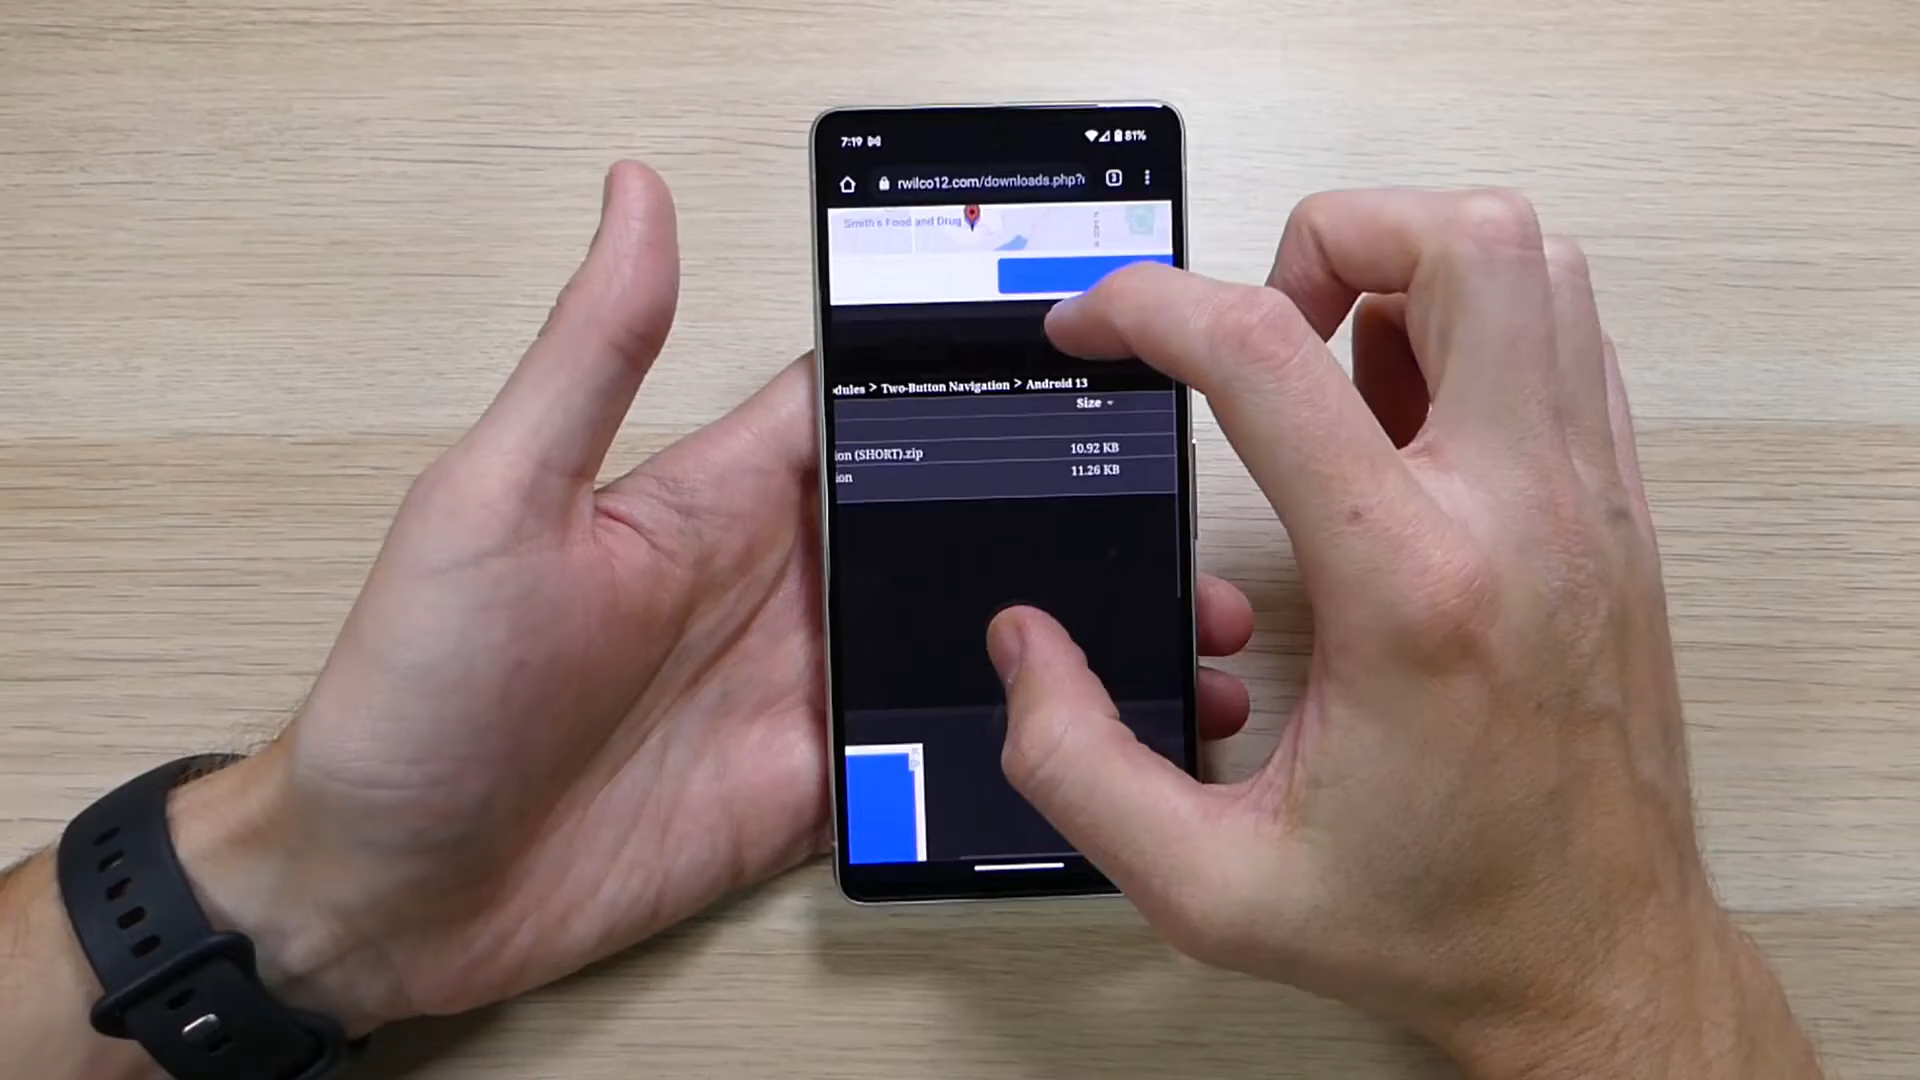 7:19 81%
rwilco12.com/downloads.php?
3
Smith's Food and Drug
dules > Two-Button Navigation > Android 13
Size
ion (SHORT).zip 10.92 KB
ion 11.26 KB